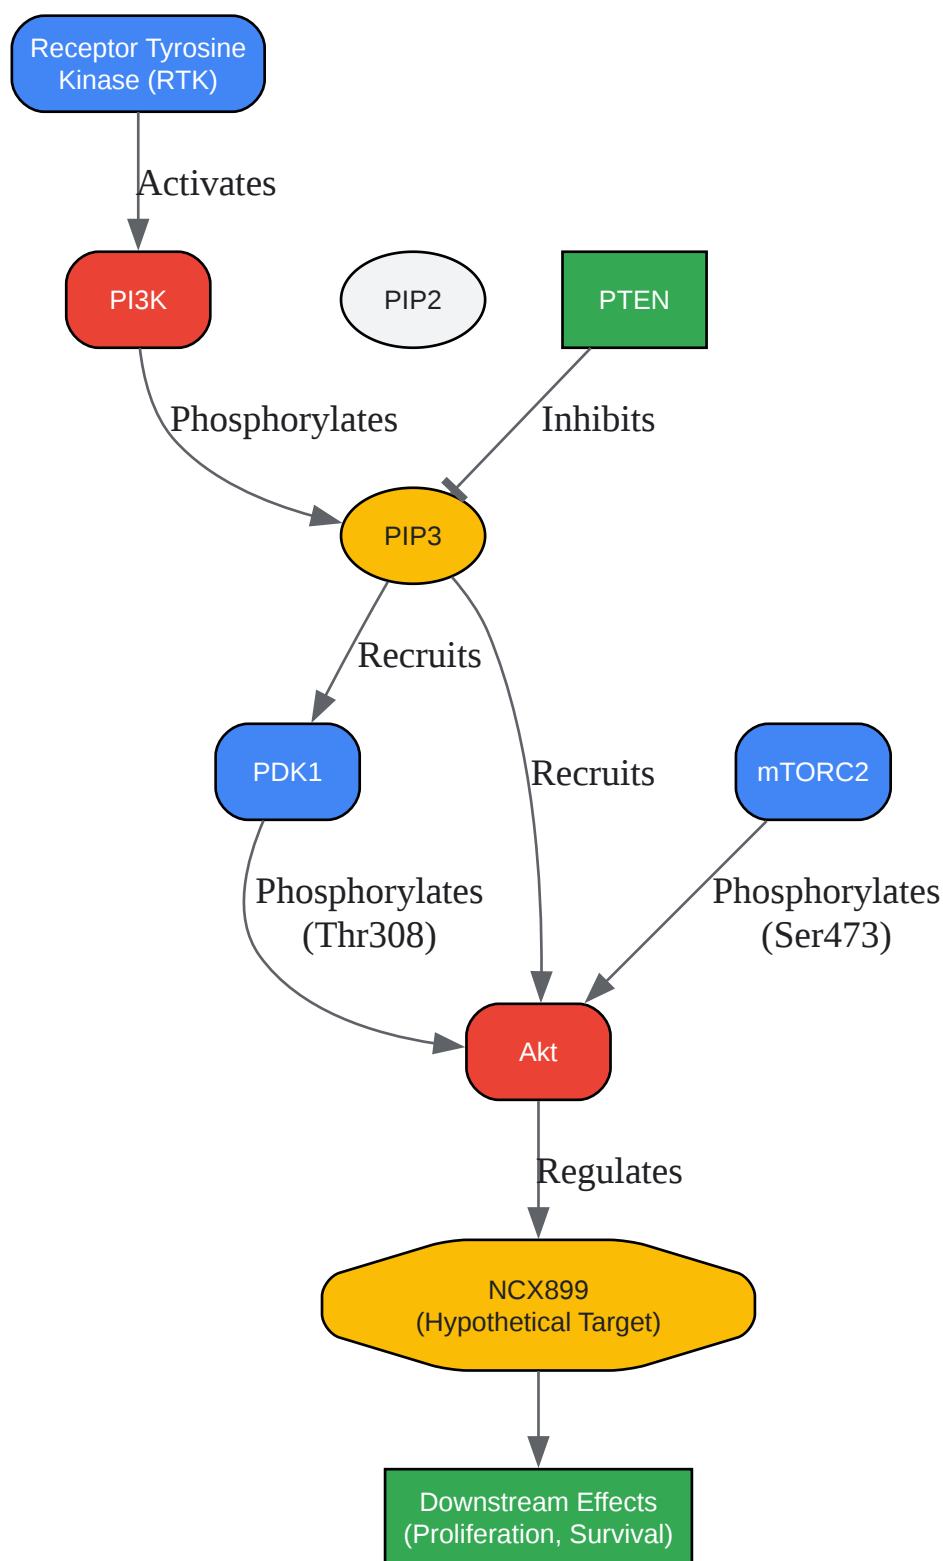 Receptor Tyrosine
Kinase (RTK)
Activates
PI3K
PIP2
PTEN
Phosphorylates
Inhibits
PIP3
Recruits
PDK1
Recruits
mTORC2
Phosphorylates
(Thr308)
Phosphorylates
(Ser473)
Akt
Regulates
NCX899
(Hypothetical Target)
Downstream Effects
(Proliferation, Survival)